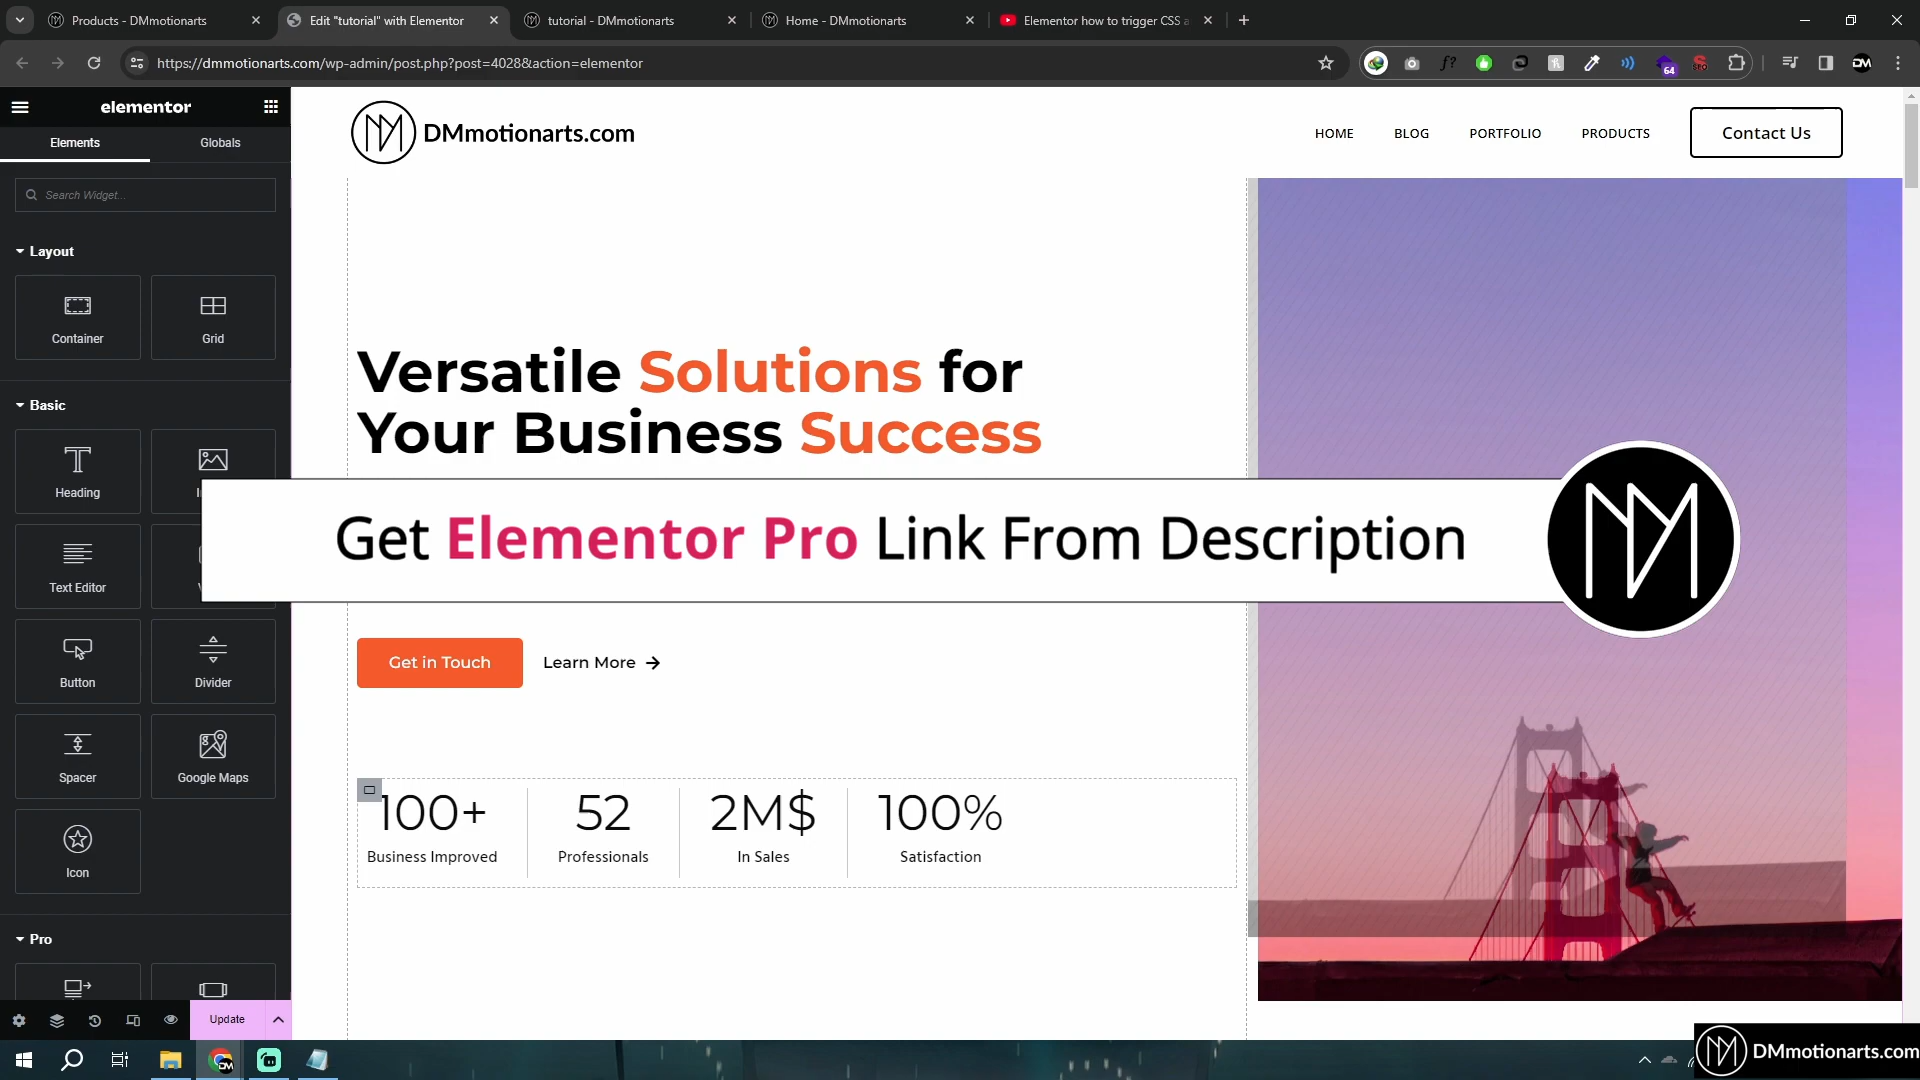 Products - DMmotionarts
Edit "tutorial" with Elementor
tutorial - DMmotionarts
Home - DMmotionarts
Elementor how to trigger CSS a
https://dmmotionarts.com/wp-admin/post.php?post=4028&action=elementor
f?
64
SEO
DM
elementor
Elements
Globals
Search Widget...
Layout
Container
Grid
Basic
Heading
Text Editor
Button
Divider
Spacer
Google Maps
Icon
Pro
Update
DMmotionarts.com
HOME
BLOG
PORTFOLIO
PRODUCTS
Contact Us
Versatile Solutions for
Your Business Success
Get Elementor Pro Link From Description
Get in Touch
Learn More
100+
52
2M$
100%
Business Improved
Professionals
In Sales
Satisfaction
DMmotionarts.com